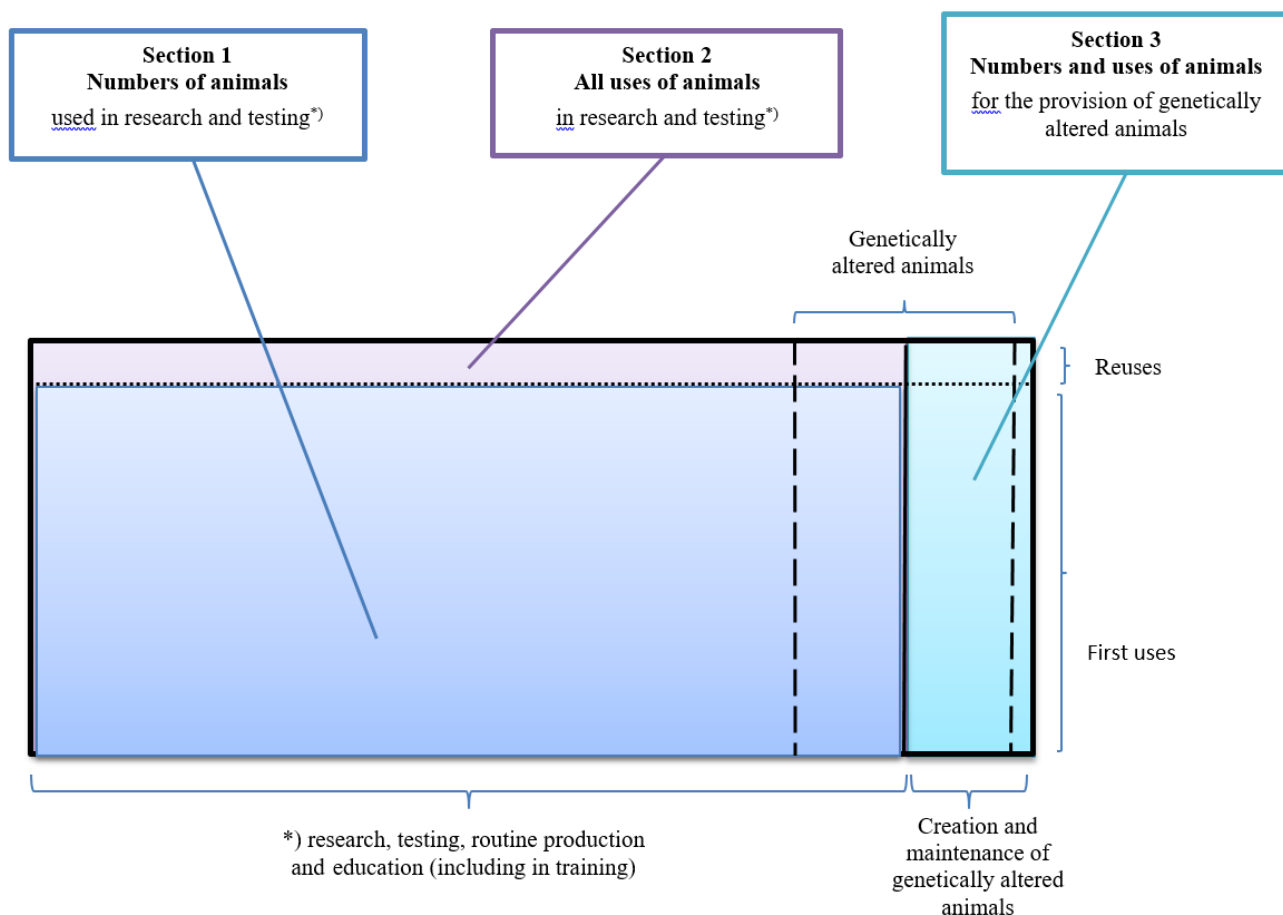 Section 1
Numbers of animals
used in research and testing*)
Section 2
All uses of animals
in research and testing*)
Section 3
Numbers and uses of animals
for the provision of genetically
altered animals
Genetically
altered animals
Reuses
First uses
*) research, testing, routine production
and education (including in training)
Creation and
maintenance of
genetically altered
animals